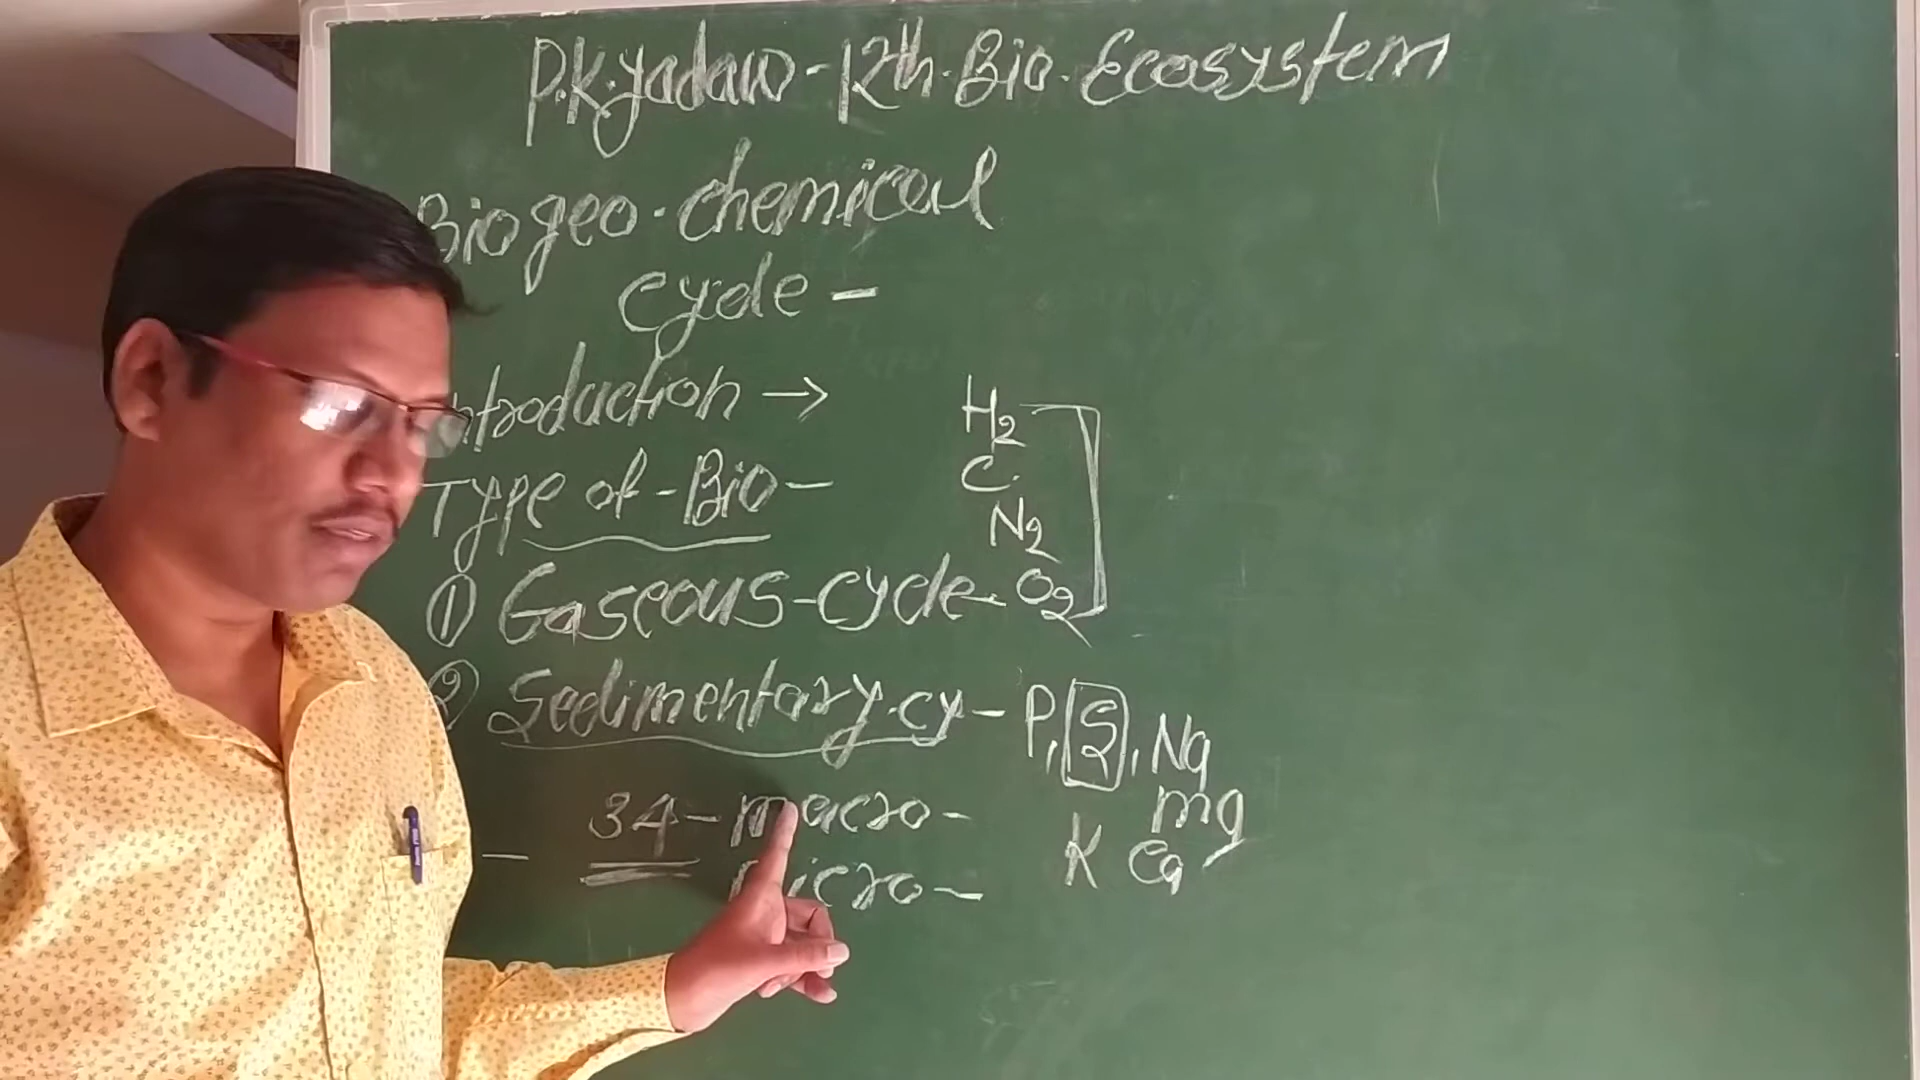 P.K.yadaw - 12th. Bio. Ecosystem
Biogeo-chemical
cycle -
ntroduction →
Type of - Bio -
H2
C.
N2
① Gaseous-cycle - O2
② Sedimentary.cy - P, S, Na
mg
34 - macro - K Ca
micro -